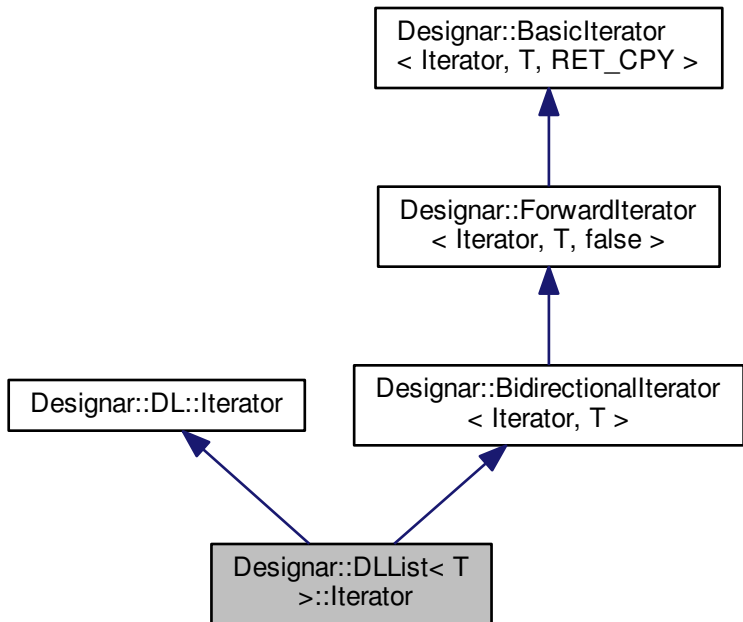 Designar::BasicIterator
< Iterator, T, RET_CPY >
Designar::ForwardIterator
< Iterator, T, false >
Designar::DL::Iterator
Designar::BidirectionalIterator
< Iterator, T >
Designar::DLList< T
>::Iterator